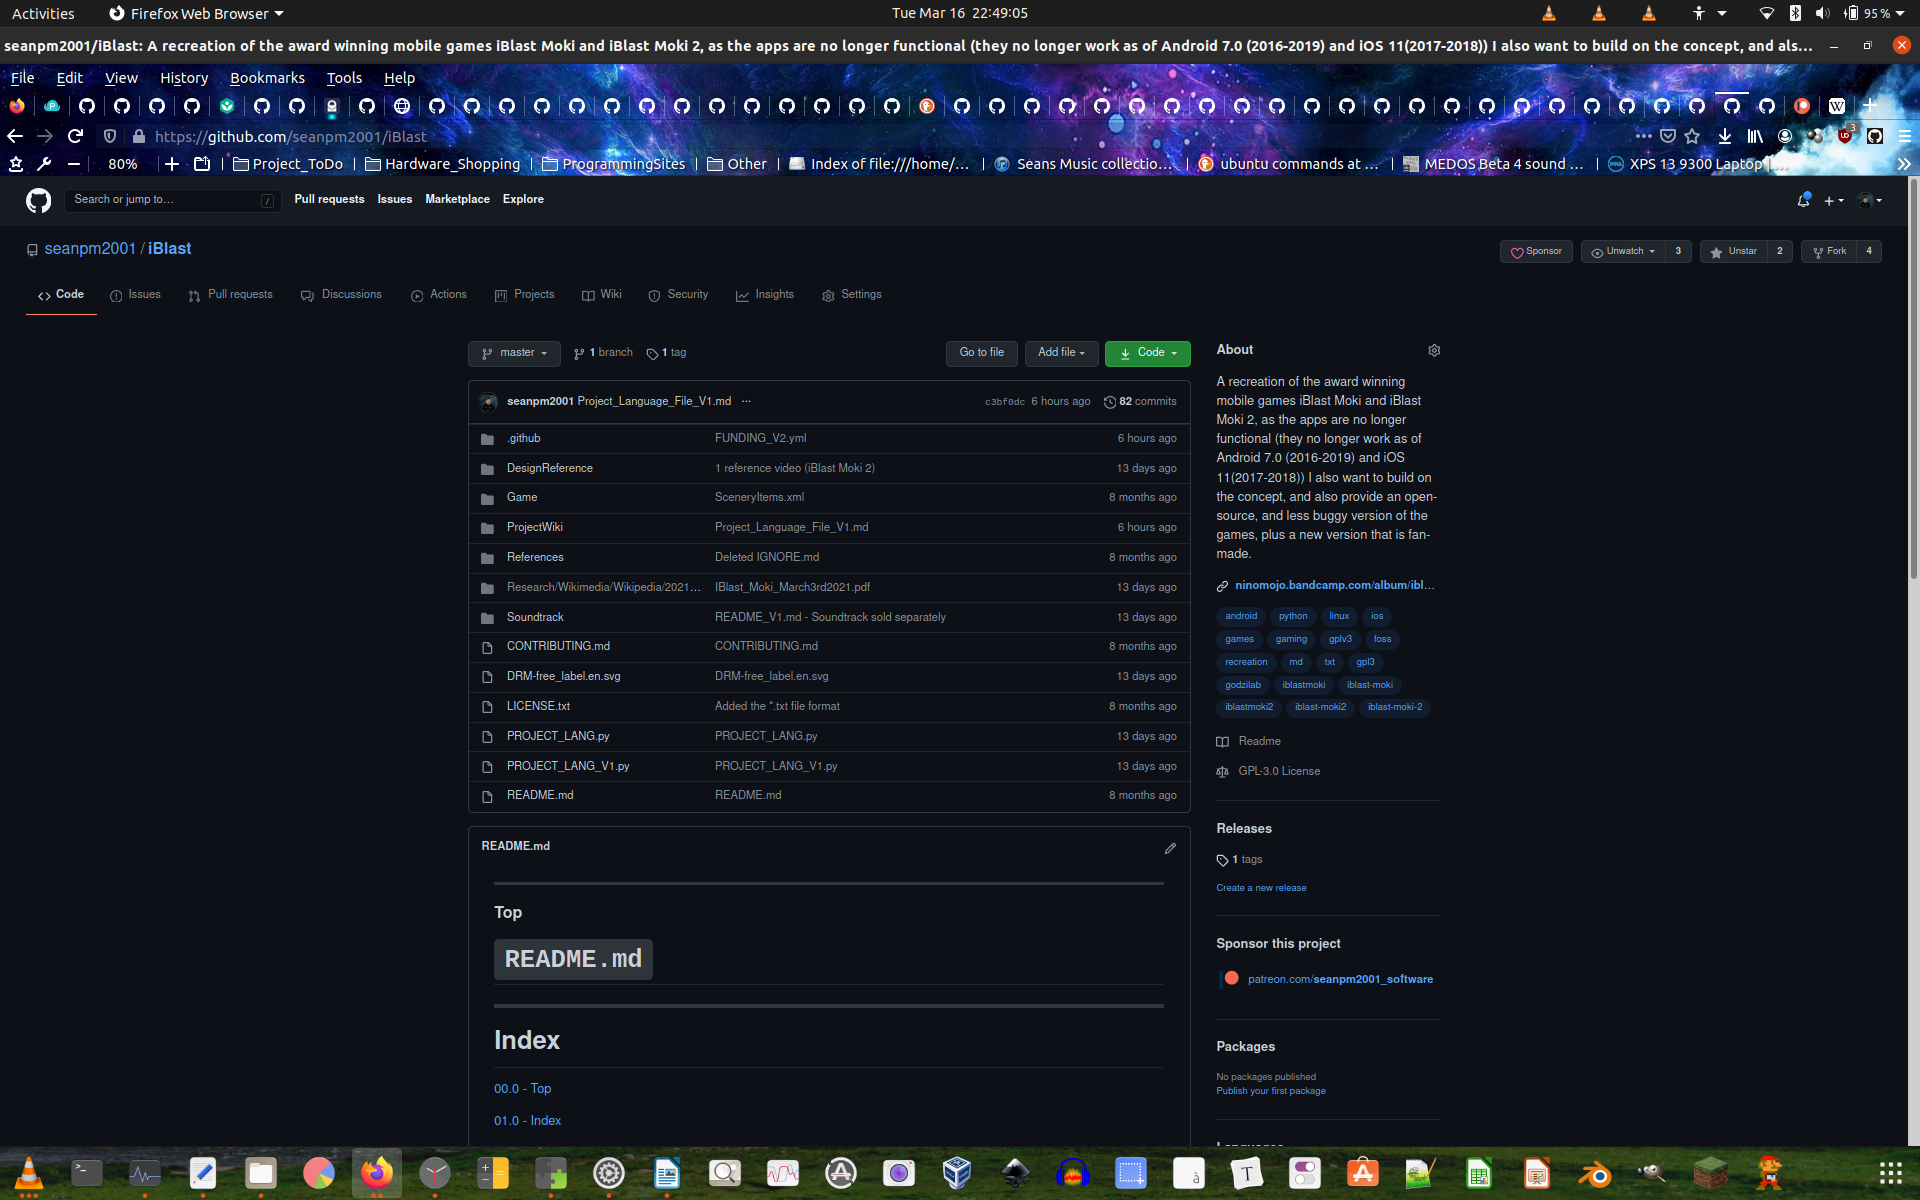 Activities Firefox Web Browser Tue Mar 16 22:49:05 95 %
seanpm2001/iBlast: A recreation of the award winning mobile games iBlast Moki and iBlast Moki 2, as the apps are no longer functional (they no longer work as of Android 7.0 (2016-2019) and iOS 11(2017-2018)) I also want to build on the concept, and als...
File Edit View History Bookmarks Tools Help
https://github.com/seanpm2001/iBlast 3
80% Project_ToDo Hardware_Shopping ProgrammingSites Other Index of file:///home/... Seans Music collectio... ubuntu commands at ... MEDOS Beta 4 sound ... XPS 13 9300 Laptop
Search or jump to... / Pull requests Issues Marketplace Explore
seanpm2001 / iBlast Sponsor Unwatch 3 Unstar 2 Fork 4
Code Issues Pull requests Discussions Actions Projects Wiki Security Insights Settings
master 1 branch 1 tag Go to file Add file Code
seanpm2001 Project_Language_File_V1.md ... c3bf0dc 6 hours ago 82 commits
.github FUNDING_V2.yml 6 hours ago
DesignReference 1 reference video (iBlast Moki 2) 13 days ago
Game SceneryItems.xml 8 months ago
ProjectWiki Project_Language_File_V1.md 6 hours ago
References Deleted IGNORE.md 8 months ago
Research/Wikimedia/Wikipedia/2021... IBlast_Moki_March3rd2021.pdf 13 days ago
Soundtrack README_V1.md - Soundtrack sold separately 13 days ago
CONTRIBUTING.md CONTRIBUTING.md 8 months ago
DRM-free_label.en.svg DRM-free_label.en.svg 13 days ago
LICENSE.txt Added the *.txt file format 8 months ago
PROJECT_LANG.py PROJECT_LANG.py 13 days ago
PROJECT_LANG_V1.py PROJECT_LANG_V1.py 13 days ago
README.md README.md 8 months ago
README.md
Top
README.md
Index
00.0 - Top
01.0 - Index
About
A recreation of the award winning
mobile games iBlast Moki and iBlast
Moki 2, as the apps are no longer
functional (they no longer work as of
Android 7.0 (2016-2019) and iOS
11(2017-2018)) I also want to build on
the concept, and also provide an open-
source, and less buggy version of the
games, plus a new version that is fan-
made.
ninomojo.bandcamp.com/album/ibl...
android python linux ios
games gaming gplv3 foss
recreation md txt gpl3
godzilab iblastmoki iblast-moki
iblastmoki2 iblast-moki2 iblast-moki-2
Readme
GPL-3.0 License
Releases
1 tags
Create a new release
Sponsor this project
patreon.com/seanpm2001_software
Packages
No packages published
Publish your first package